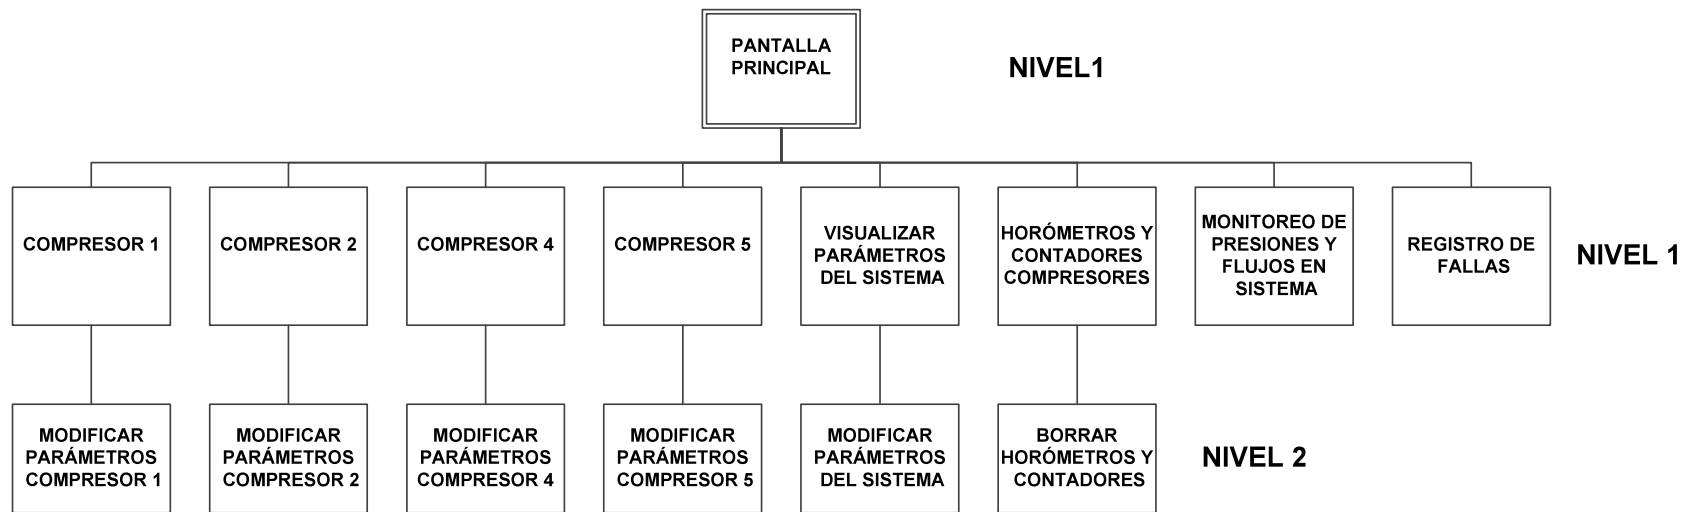 PANTALLA
PRINCIPAL
NIVEL1
COMPRESOR 1
COMPRESOR 2
COMPRESOR 4
COMPRESOR 5
VISUALIZAR
PARÁMETROS
DEL SISTEMA
HORÓMETROS Y
CONTADORES
COMPRESORES
MONITOREO DE
PRESIONES Y
FLUJOS EN
SISTEMA
REGISTRO DE
FALLAS
NIVEL 1
MODIFICAR
PARÁMETROS
COMPRESOR 1
MODIFICAR
PARÁMETROS
COMPRESOR 2
MODIFICAR
PARÁMETROS
COMPRESOR 4
MODIFICAR
PARÁMETROS
COMPRESOR 5
MODIFICAR
PARÁMETROS
DEL SISTEMA
BORRAR
HORÓMETROS Y
CONTADORES
NIVEL 2